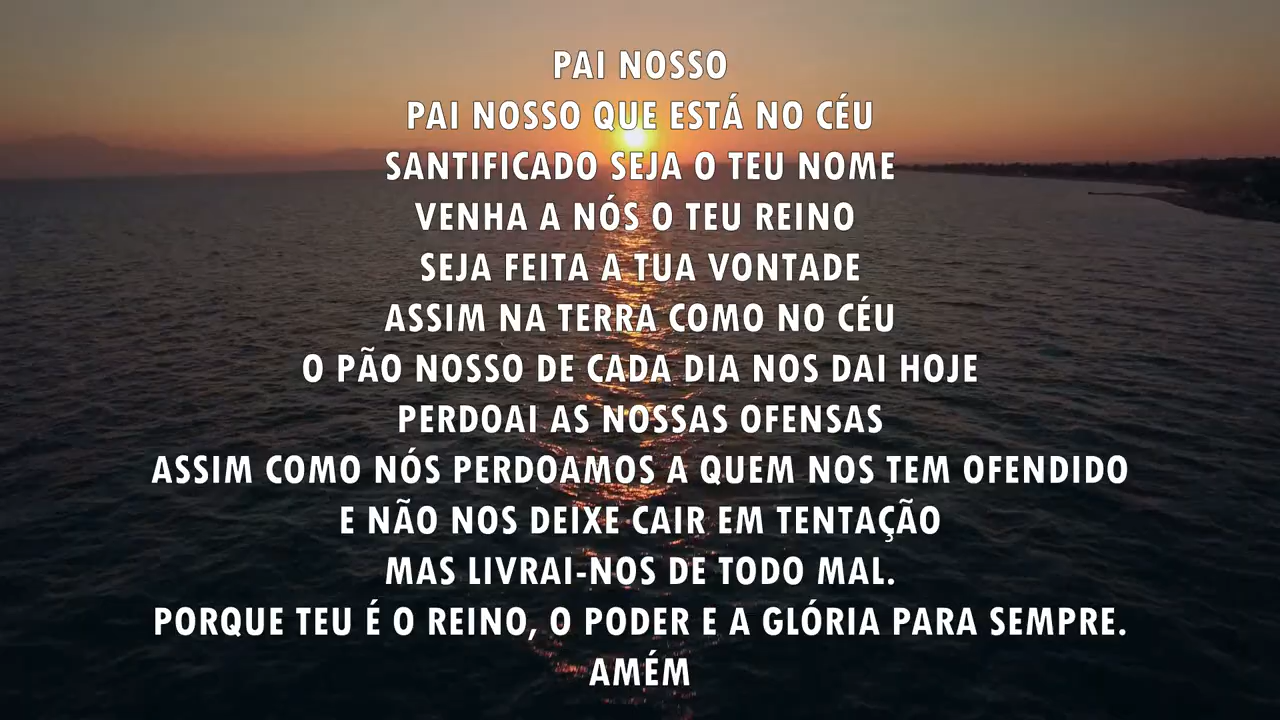 PAI NOSSO
PAI NOSSO QUE ESTÁ NO CÉU
SANTIFICADO SEJA O TEU NOME
VENHA A NÓS O TEU REINO
SEJA FEITA A TUA VONTADE
ASSIM NA TERRA COMO NO CÉU
O PÃO NOSSO DE CADA DIA NOS DAI HOJE
PERDOAI AS NOSSAS OFENSAS
ASSIM COMO NÓS PERDOAMOS A QUEM NOS TEM OFENDIDO
E NÃO NOS DEIXE CAIR EM TENTAÇÃO
MAS LIVRAI-NOS DE TODO MAL.
PORQUE TEU É O REINO, O PODER E A GLÓRIA PARA SEMPRE.
AMÉM